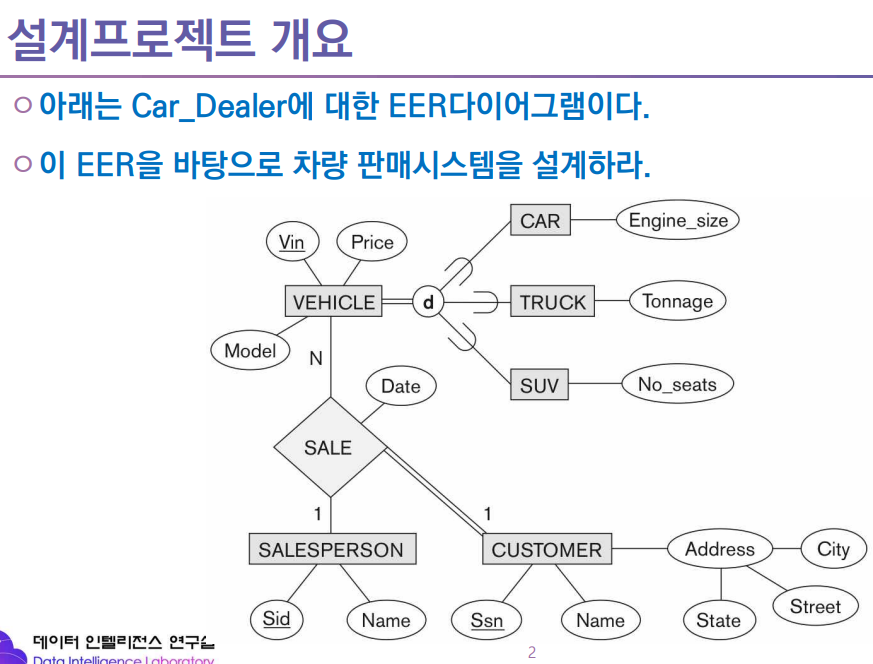 설계프로젝트 개요
아래는 Car_Dealer에 대한 EER다이어그램이다.
이 EER을 바탕으로 차량 판매시스템을 설계하라.
CAR
Engine_size
Vin
Price
VEHICLE
d
TRUCK
Tonnage
Model
N
Date
SUV
No_seats
SALE
1
1
SALESPERSON
CUSTOMER
Address
City
Sid
Name
Ssn
Name
State
Street
데이터 인텔리전스 연구실
Data Intelligence Laboratory
2